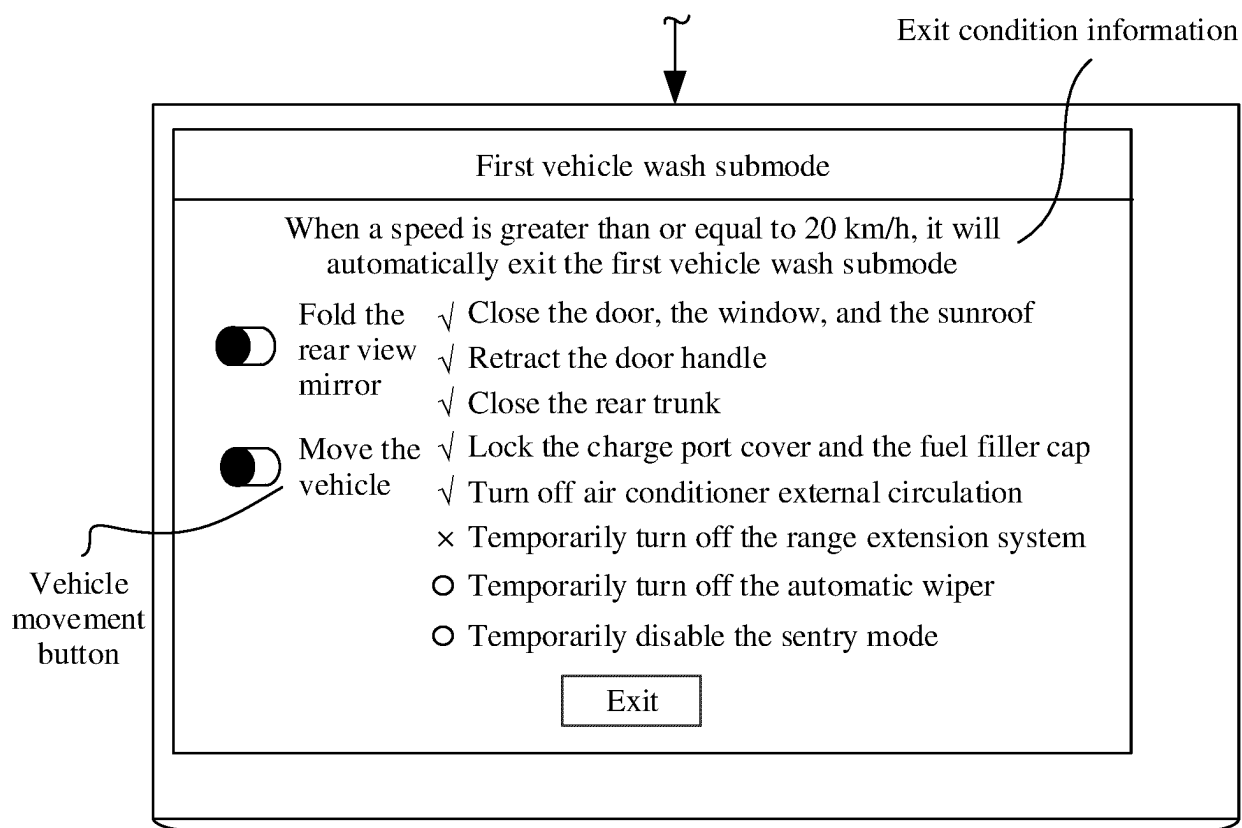 Exit condition information
First vehicle wash submode
When a speed is greater than or equal to 20 km/h, it will
automatically exit the first vehicle wash submode
Fold the
rear view
mirror
Move the
vehicle
√ Close the door, the window, and the sunroof
√ Retract the door handle
√ Close the rear trunk
√ Lock the charge port cover and the fuel filler cap
√ Turn off air conditioner external circulation
× Temporarily turn off the range extension system
○ Temporarily turn off the automatic wiper
○ Temporarily disable the sentry mode
Exit
Vehicle
movement
button